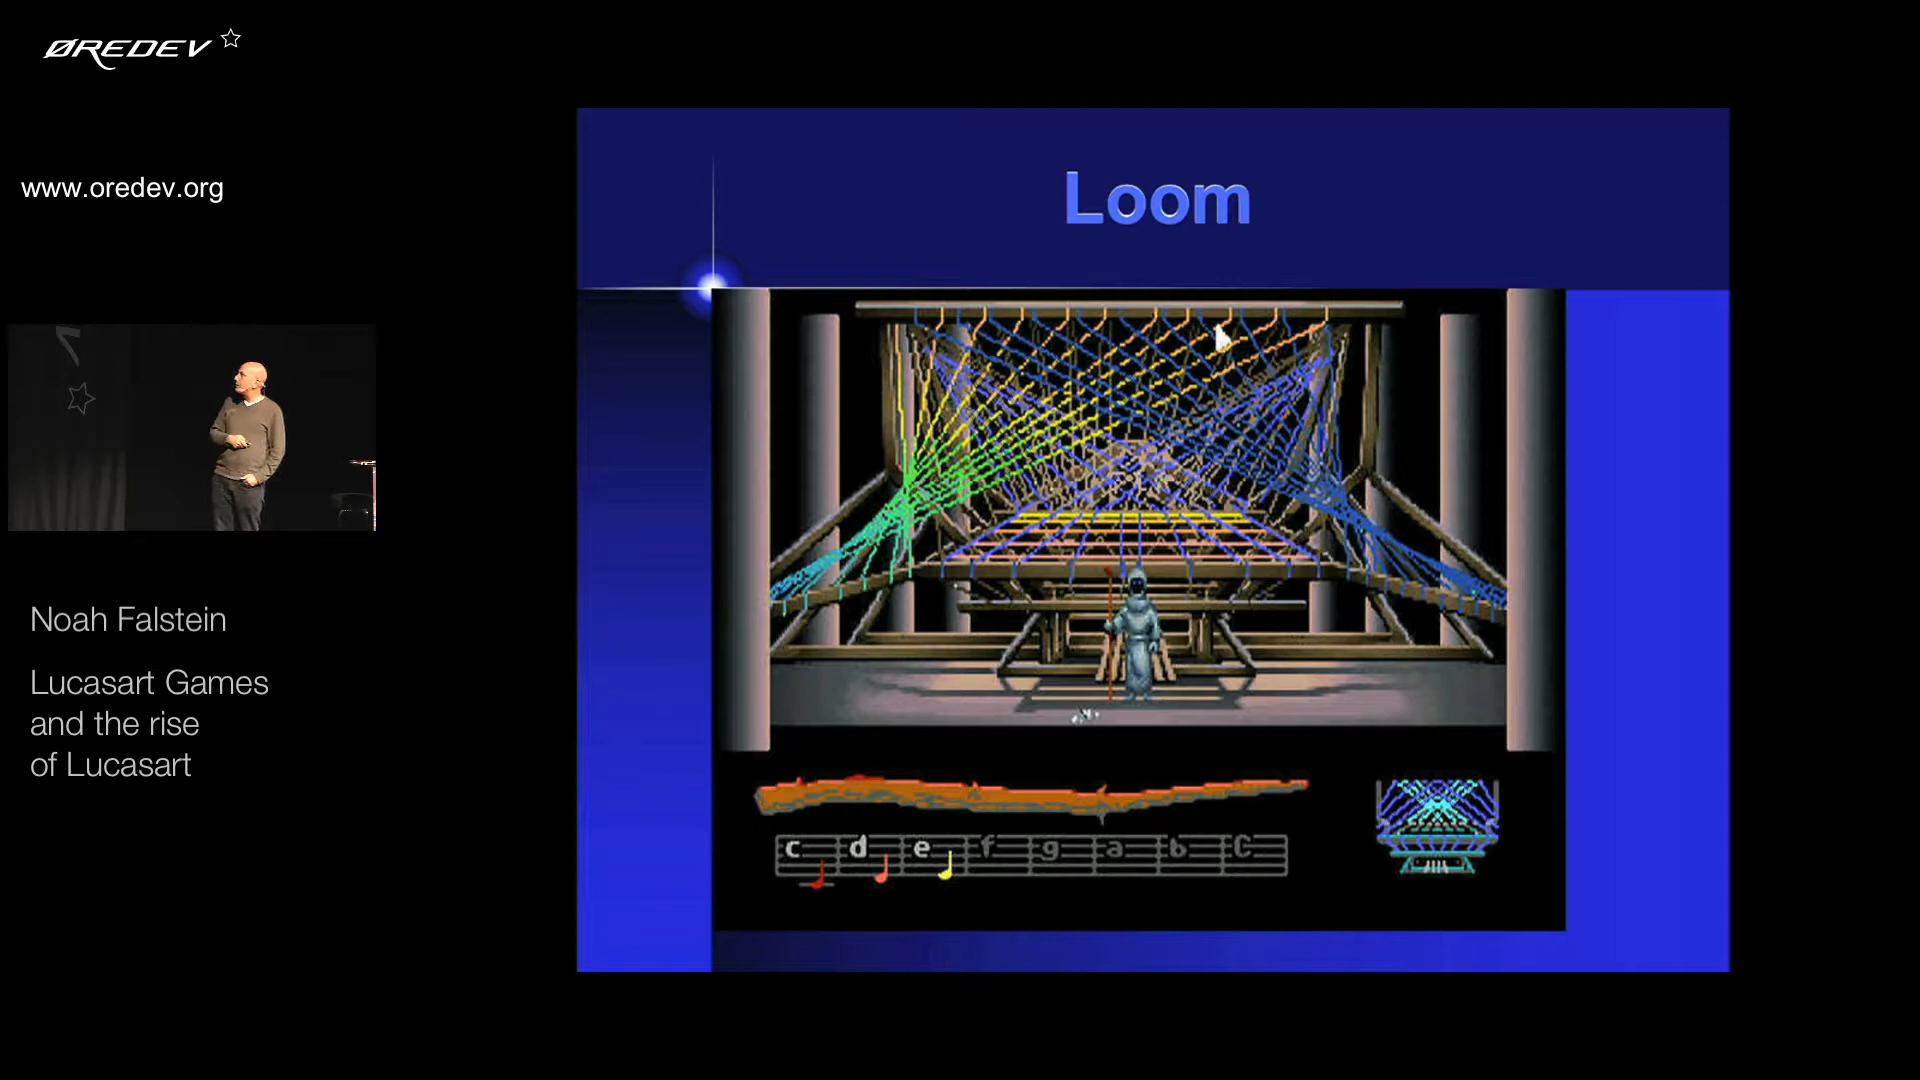 ØREDEV
www.oredev.org
Loom
Noah Falstein
Lucasart Games
and the rise
of Lucasart
c d e f g a b C